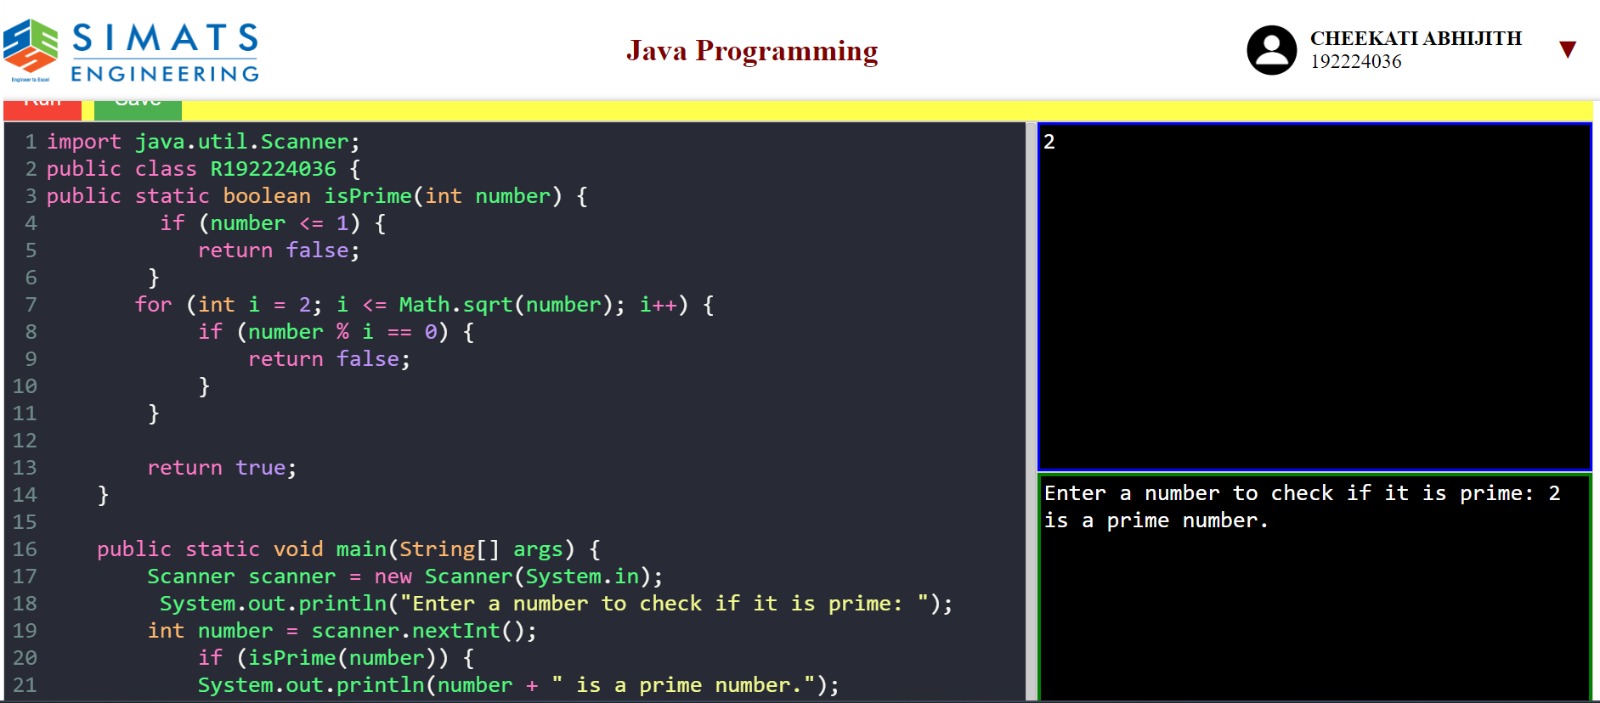 SIMATS
ENGINEERING
Engineer to Excel
Java Programming
CHEEKATI ABHIJITH
192224036
Run Save
1 import java.util.Scanner;
2 public class R192224036 {
3 public static boolean isPrime(int number) {
4 if (number <= 1) {
5 return false;
6 }
7 for (int i = 2; i <= Math.sqrt(number); i++) {
8 if (number % i == 0) {
9 return false;
10 }
11 }
12
13 return true;
14 }
15
16 public static void main(String[] args) {
17 Scanner scanner = new Scanner(System.in);
18 System.out.println("Enter a number to check if it is prime: ");
19 int number = scanner.nextInt();
20 if (isPrime(number)) {
21 System.out.println(number + " is a prime number.");
2
Enter a number to check if it is prime: 2
is a prime number.